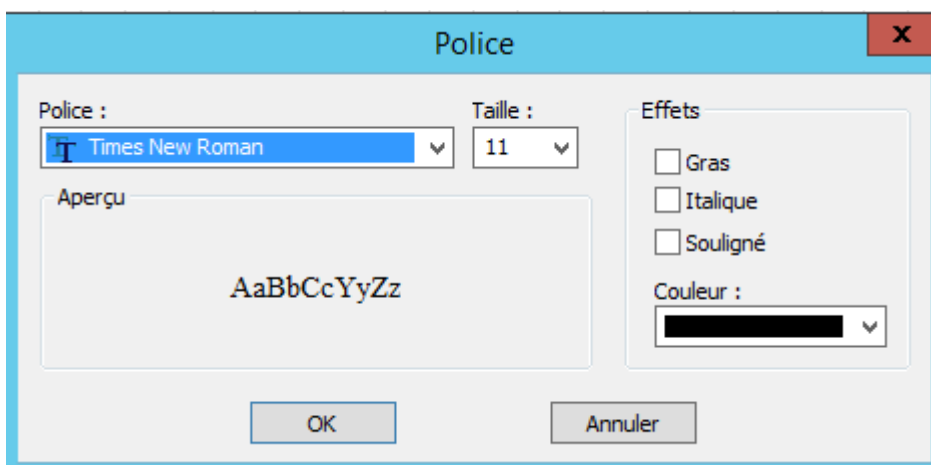 Police
x
Police :
Taille :
Effets
Times New Roman
11
Gras
Italique
Souligné
Aperçu
AaBbCcYyZz
Couleur :
OK
Annuler